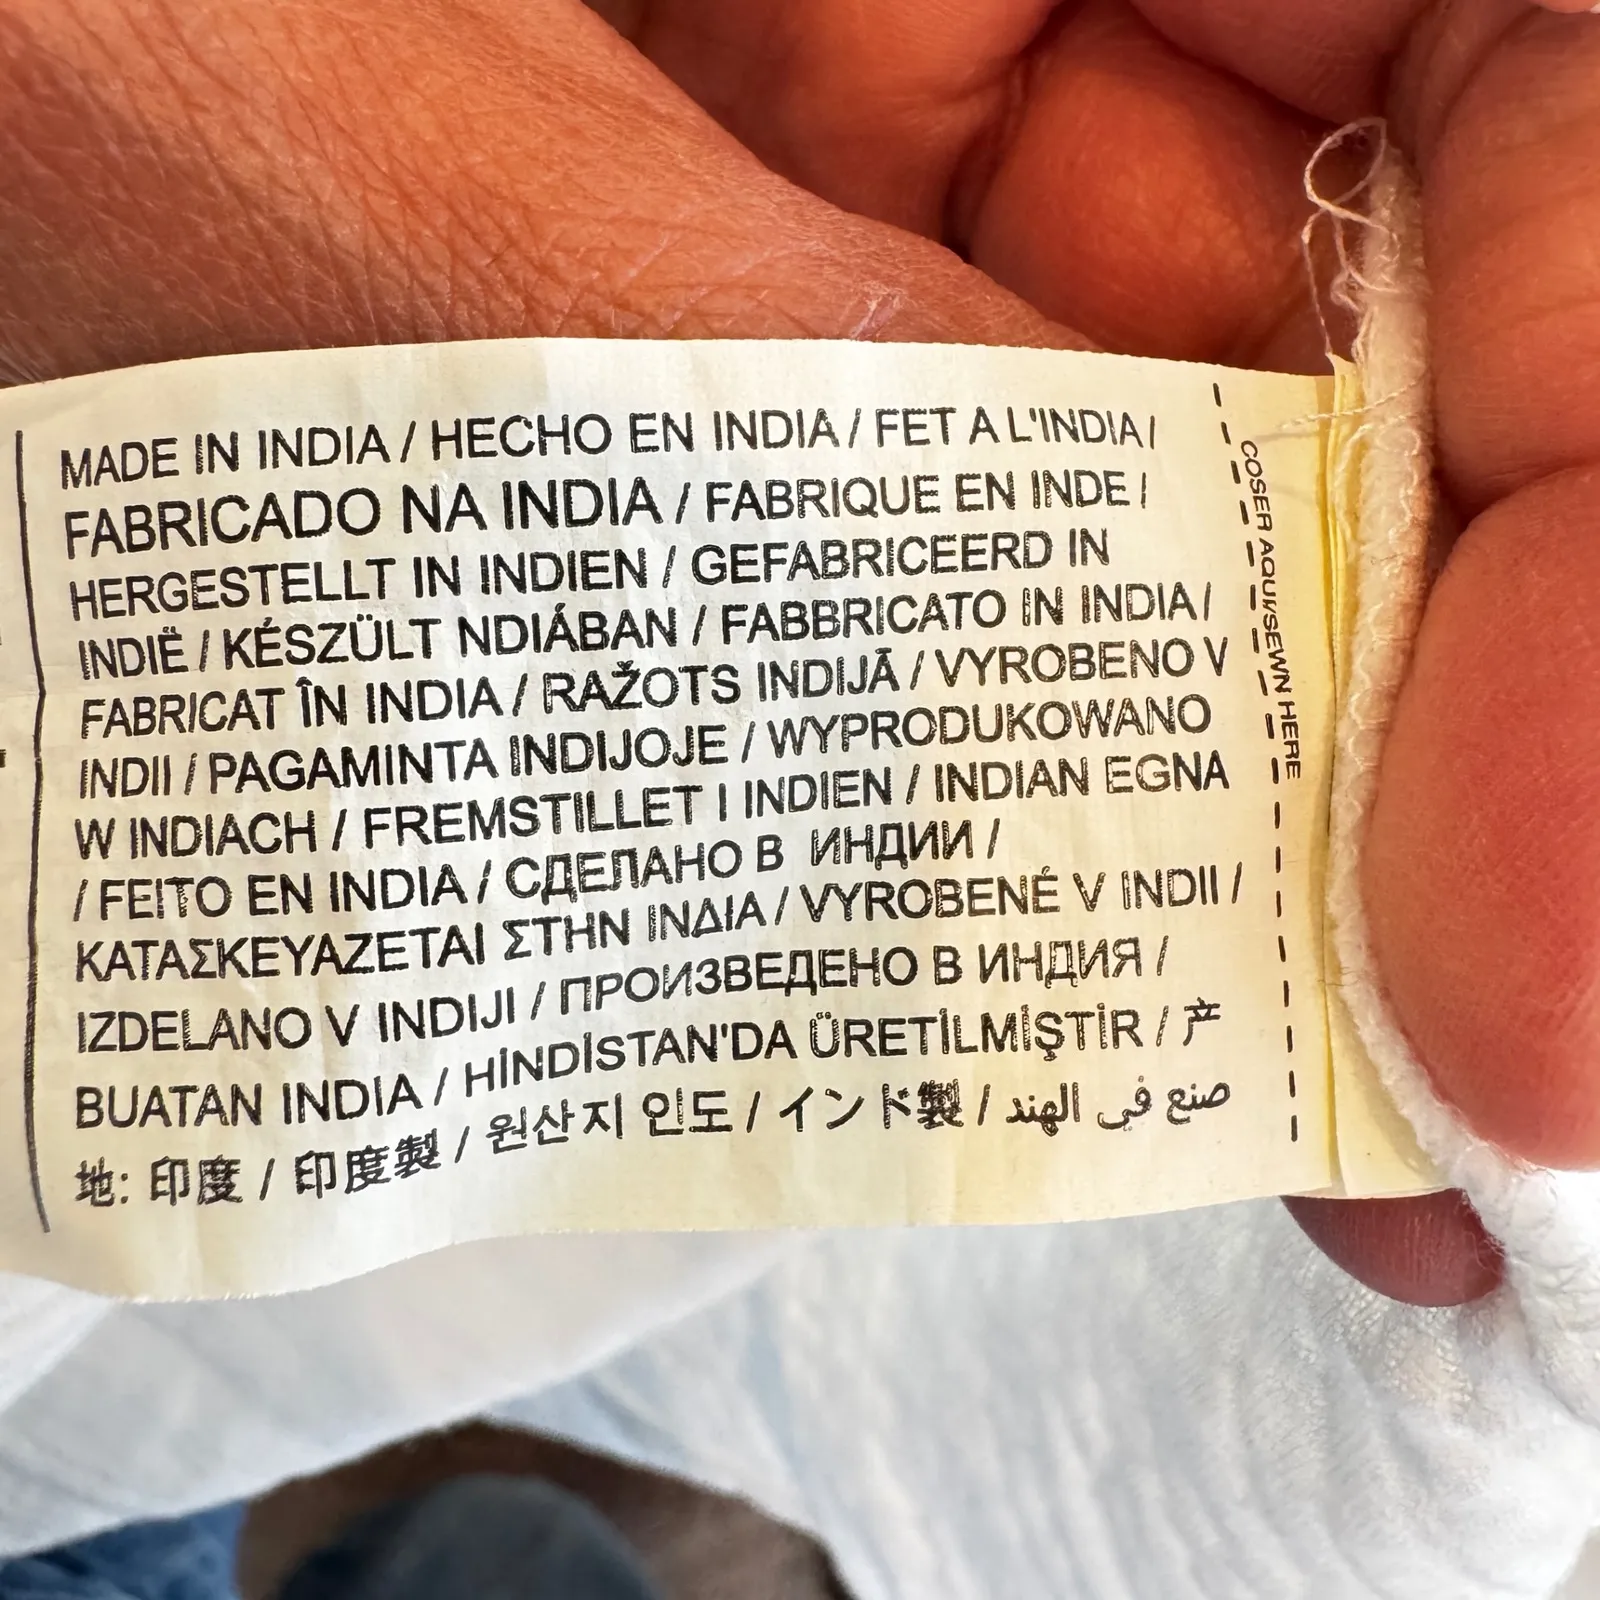 MADE IN INDIA / HECHO EN INDIA / FET A L'INDIA /
FABRICADO NA INDIA / FABRIQUE EN INDE /
HERGESTELLT IN INDIEN / GEFABRICEERD IN
INDIË / KÉSZÜLT NDIÁBAN / FABBRICATO IN INDIA /
FABRICAT ÎN INDIA / RAŽOTS INDIJĀ / VYROBENO V
INDII / PAGAMINTA INDIJOJE / WYPRODUKOWANO
W INDIACH / FREMSTILLET I INDIEN / INDIAN EGNA
/ FEITO EN INDIA / СДЕЛАНО В ИНДИИ /
ΚΑΤΑΣΚΕΥΑΖΕΤΑΙ ΣΤΗΝ ΙΝΔΙΑ / VYROBENÉ V INDII /
IZDELANO V INDIJI / ПРОИЗВЕДЕНО В ИНДИЯ /
BUATAN INDIA / HİNDİSTAN'DA ÜRETİLMİŞTİR / 产
地: 印度 / 印度製 / 원산지 인도 / インド製 / صنع في الهند
COSER AQUI/SEWN HERE